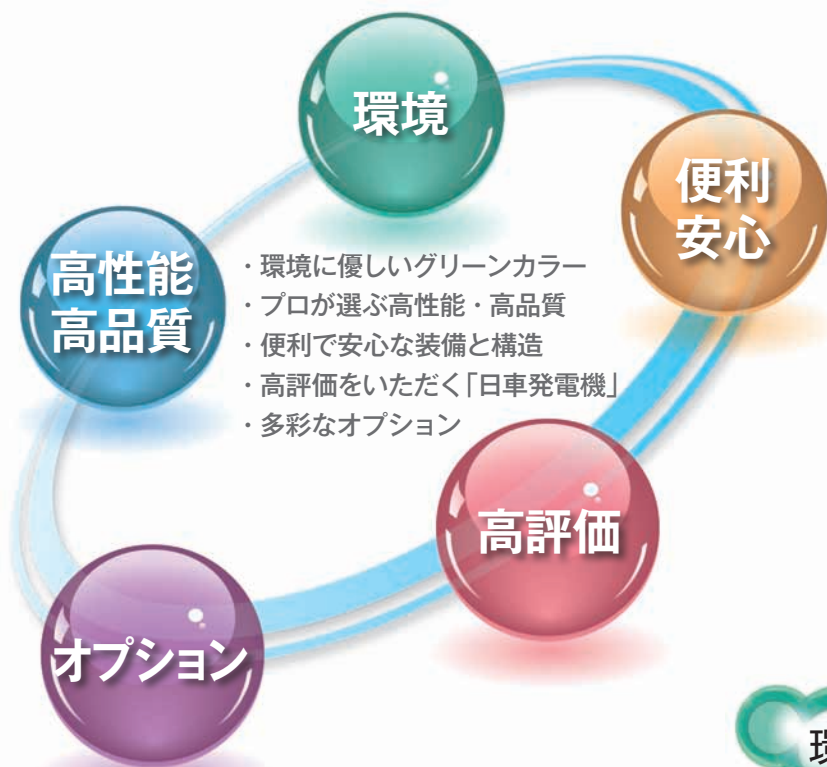 環境
便利
安心
高性能
高品質
・環境に優しいグリーンカラー
・プロが選ぶ高性能・高品質
・便利で安心な装備と構造
・高評価をいただく「日車発電機」
・多彩なオプション
高評価
オプション
環